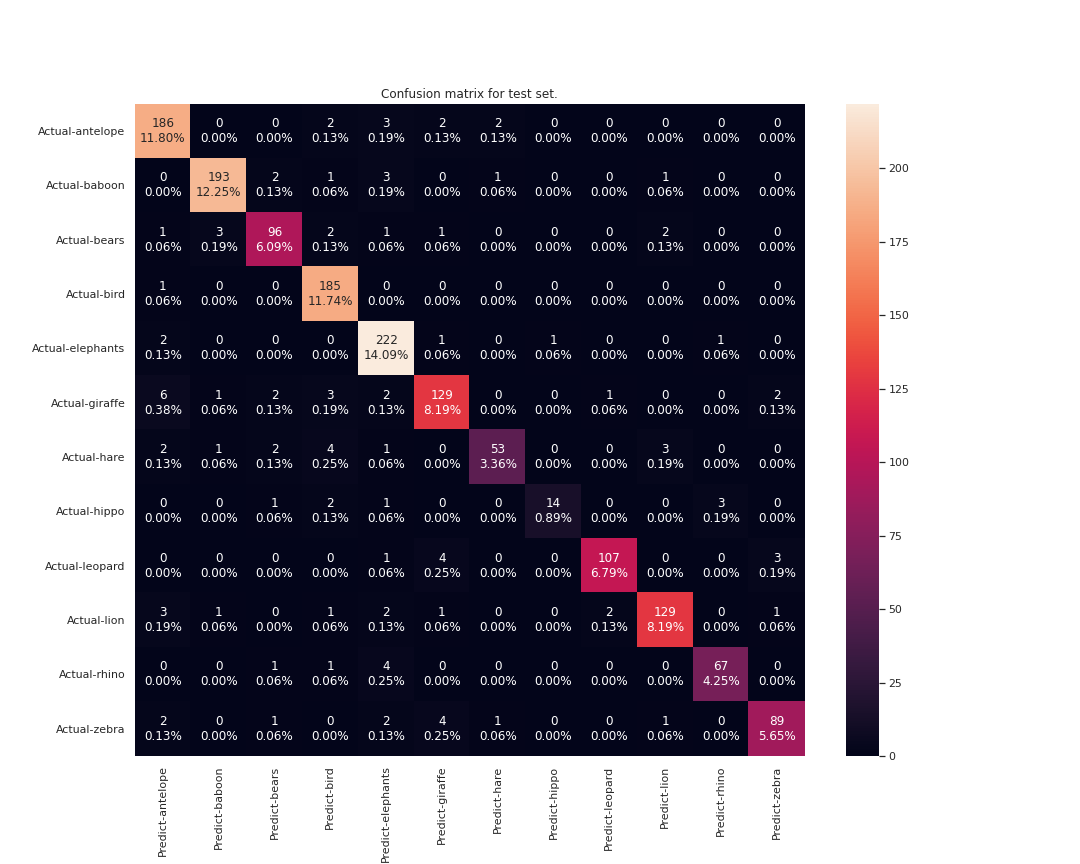 Confusion matrix for test set.
Actual-antelope 186 0 0 2 3 2 2 0 0 0 0 0
11.80% 0.00% 0.00% 0.13% 0.19% 0.13% 0.13% 0.00% 0.00% 0.00% 0.00% 0.00%
Actual-baboon 0 193 2 1 3 0 1 0 0 1 0 0
0.00% 12.25% 0.13% 0.06% 0.19% 0.00% 0.06% 0.00% 0.00% 0.06% 0.00% 0.00%
Actual-bears 1 3 96 2 1 1 0 0 0 2 0 0
0.06% 0.19% 6.09% 0.13% 0.06% 0.06% 0.00% 0.00% 0.00% 0.13% 0.00% 0.00%
Actual-bird 1 0 0 185 0 0 0 0 0 0 0 0
0.06% 0.00% 0.00% 11.74% 0.00% 0.00% 0.00% 0.00% 0.00% 0.00% 0.00% 0.00%
Actual-elephants 2 0 0 0 222 1 0 1 0 0 1 0
0.13% 0.00% 0.00% 0.00% 14.09% 0.06% 0.00% 0.06% 0.00% 0.00% 0.06% 0.00%
Actual-giraffe 6 1 2 3 2 129 0 0 1 0 0 2
0.38% 0.06% 0.13% 0.19% 0.13% 8.19% 0.00% 0.00% 0.06% 0.00% 0.00% 0.13%
Actual-hare 2 1 2 4 1 0 53 0 0 3 0 0
0.13% 0.06% 0.13% 0.25% 0.06% 0.00% 3.36% 0.00% 0.00% 0.19% 0.00% 0.00%
Actual-hippo 0 0 1 2 1 0 0 14 0 0 3 0
0.00% 0.00% 0.06% 0.13% 0.06% 0.00% 0.00% 0.89% 0.00% 0.00% 0.19% 0.00%
Actual-leopard 0 0 0 0 1 4 0 0 107 0 0 3
0.00% 0.00% 0.00% 0.00% 0.06% 0.25% 0.00% 0.00% 6.79% 0.00% 0.00% 0.19%
Actual-lion 3 1 0 1 2 1 0 0 2 129 0 1
0.19% 0.06% 0.00% 0.06% 0.13% 0.06% 0.00% 0.00% 0.13% 8.19% 0.00% 0.06%
Actual-rhino 0 0 1 1 4 0 0 0 0 0 67 0
0.00% 0.00% 0.06% 0.06% 0.25% 0.00% 0.00% 0.00% 0.00% 0.00% 4.25% 0.00%
Actual-zebra 2 0 1 0 2 4 1 0 0 1 0 89
0.13% 0.00% 0.06% 0.00% 0.13% 0.25% 0.06% 0.00% 0.00% 0.06% 0.00% 5.65%
Predict-antelope
Predict-baboon
Predict-bears
Predict-bird
Predict-elephants
Predict-giraffe
Predict-hare
Predict-hippo
Predict-leopard
Predict-lion
Predict-rhino
Predict-zebra
200
175
150
125
100
75
50
25
0